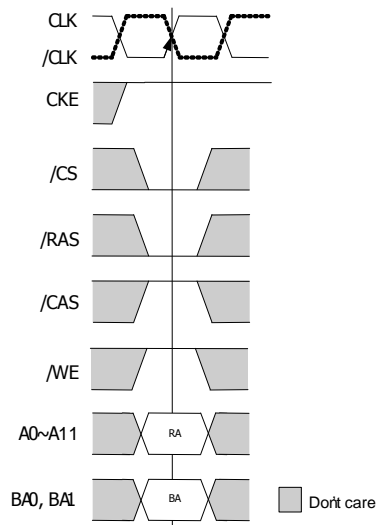 CLK
/CLK
CKE
/CS
/RAS
/CAS
/WE
A0~A11
RA
BA0, BA1
BA
Don't care